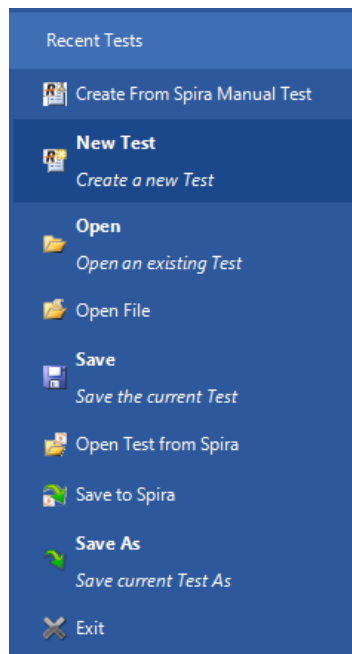 Recent Tests
Create From Spira Manual Test
New Test
Create a new Test
Open
Open an existing Test
Open File
Save
Save the current Test
Open Test from Spira
Save to Spira
Save As
Save current Test As
Exit